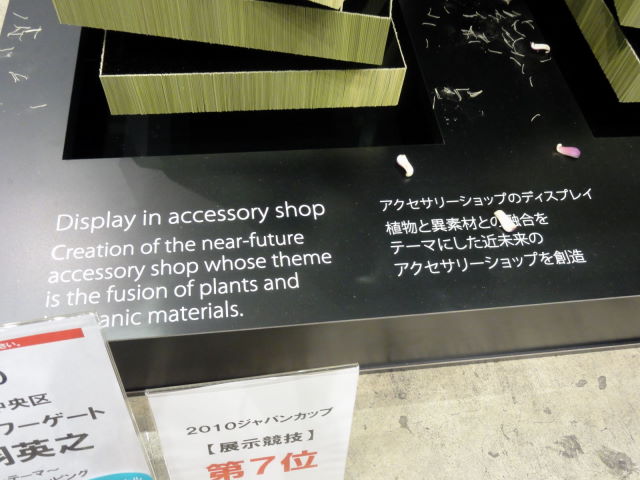 Display in accessory shop
Creation of the near-future
accessory shop whose theme
is the fusion of plants and
materials.
アクセサリーショップのディスプレイ
植物と異素材との融合を
テーマにした近未来の
アクセサリーショップを創造
さい。
中央区
フーゲート
英之
2010ジャパンカップ
【展示競技】
第7位